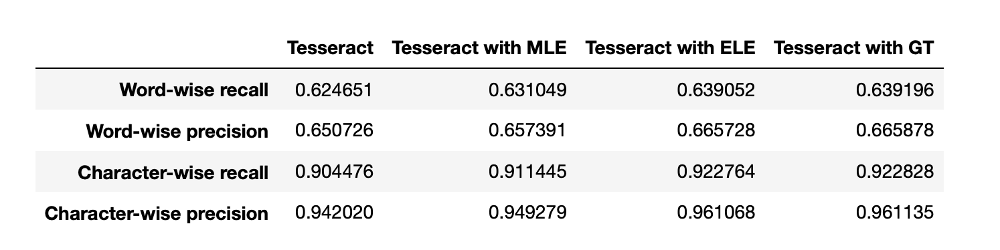 Tesseract Tesseract with MLE Tesseract with ELE Tesseract with GT
Word-wise recall 0.624651 0.631049 0.639052 0.639196
Word-wise precision 0.650726 0.657391 0.665728 0.665878
Character-wise recall 0.904476 0.911445 0.922764 0.922828
Character-wise precision 0.942020 0.949279 0.961068 0.961135